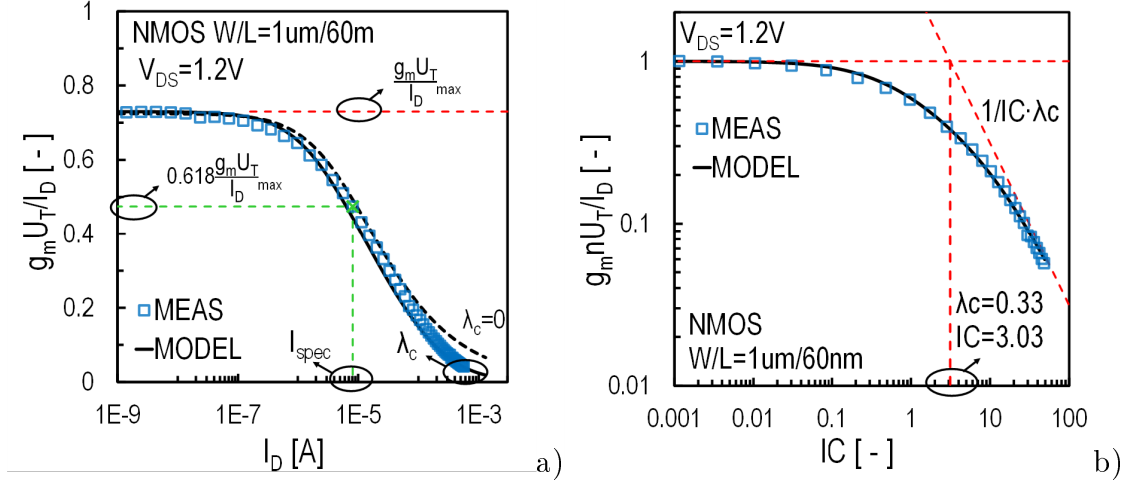 NMOS W/L=1um/60m
V_DS=1.2V
g_mU_T/I_D max
0.618 g_mU_T/I_D max
MEAS
MODEL
I_spec
λ_c
λ_c=0
1
0.8
0.6
0.4
0.2
0
1E-9
1E-7
1E-5
1E-3
g_mU_T/I_D [ - ]
I_D [A]
a)
V_DS=1.2V
MEAS
MODEL
1/IC·λc
λc=0.33
IC=3.03
NMOS
W/L=1um/60nm
1
0.1
0.01
0.001
0.01
0.1
1
10
100
g_mnU_T/I_D [ - ]
IC [ - ]
b)